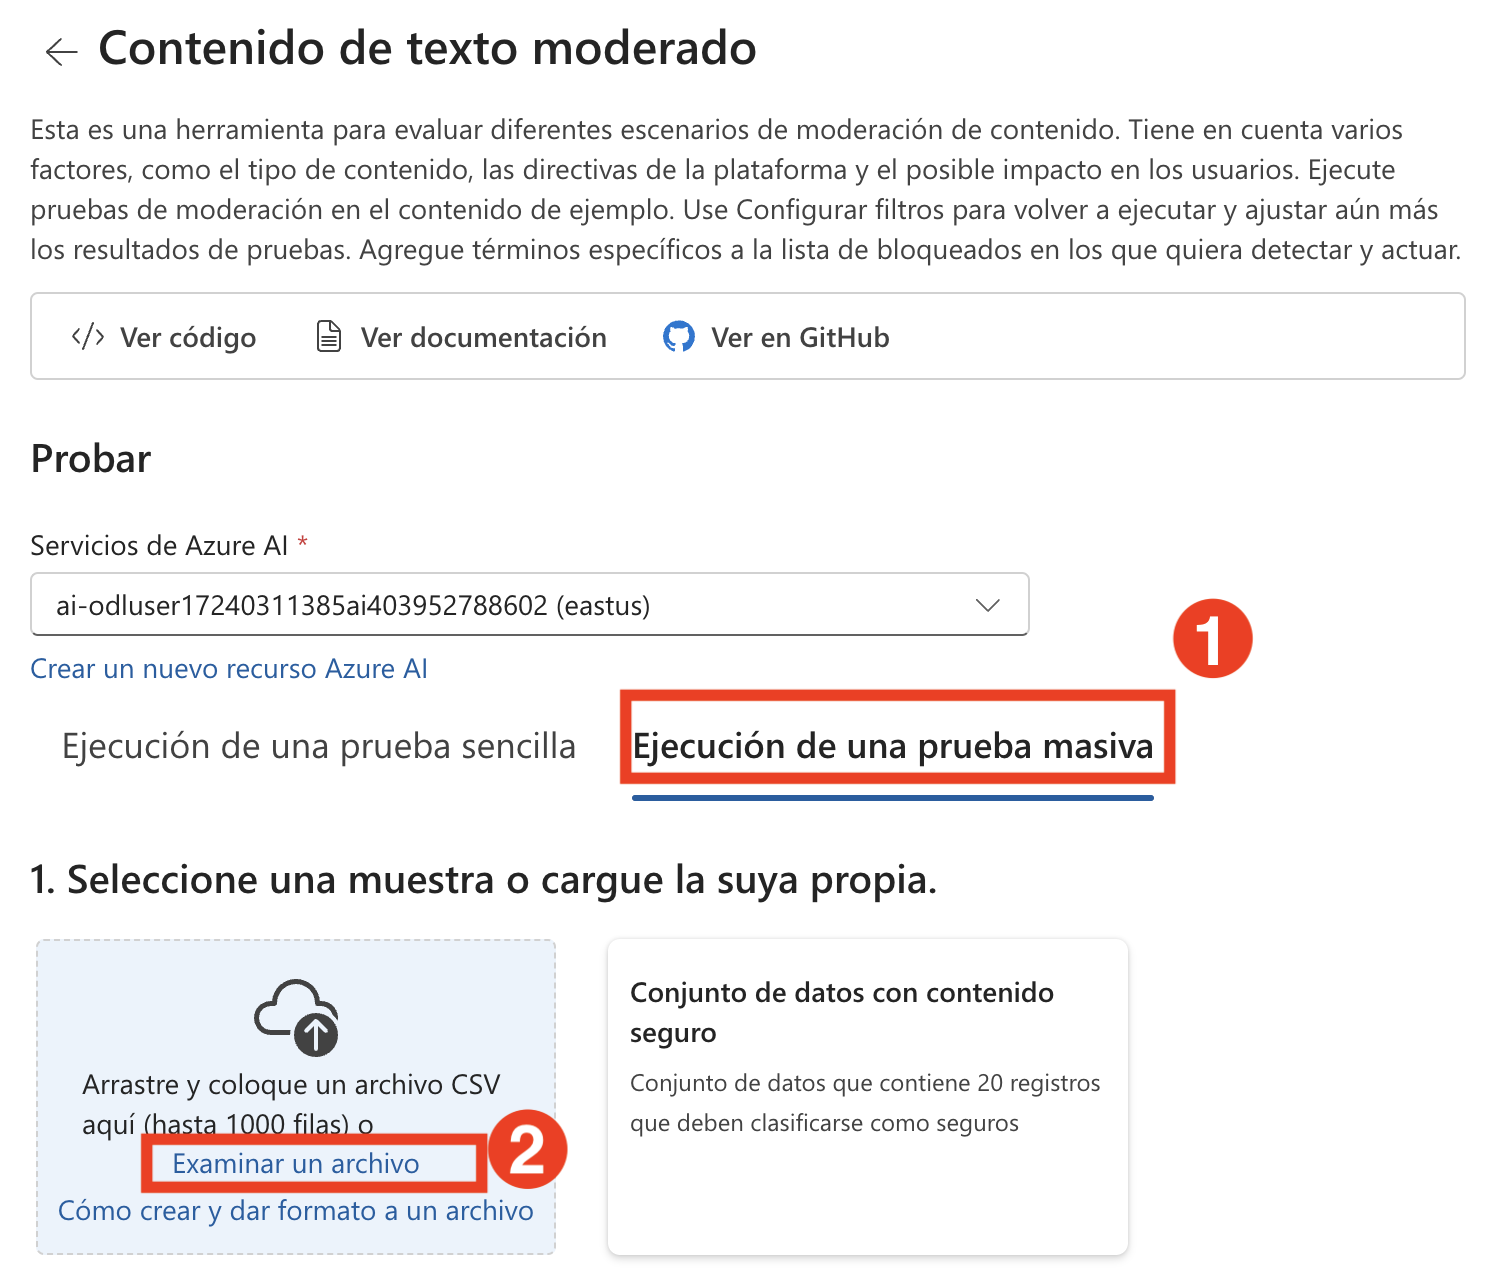 Contenido de texto moderado
Esta es una herramienta para evaluar diferentes escenarios de moderación de contenido. Tiene en cuenta varios
factores, como el tipo de contenido, las directivas de la plataforma y el posible impacto en los usuarios. Ejecute
pruebas de moderación en el contenido de ejemplo. Use Configurar filtros para volver a ejecutar y ajustar aún más
los resultados de pruebas. Agregue términos específicos a la lista de bloqueados en los que quiera detectar y actuar.
</> Ver código Ver documentación Ver en GitHub
Probar
Servicios de Azure AI *
ai-odluser17240311385ai403952788602 (eastus)
1
Crear un nuevo recurso Azure AI
Ejecución de una prueba sencilla Ejecución de una prueba masiva
1. Seleccione una muestra o cargue la suya propia.
Arrastre y coloque un archivo CSV
aquí (hasta 1000 filas) o
Examinar un archivo
2
Cómo crear y dar formato a un archivo
Conjunto de datos con contenido
seguro
Conjunto de datos que contiene 20 registros
que deben clasificarse como seguros